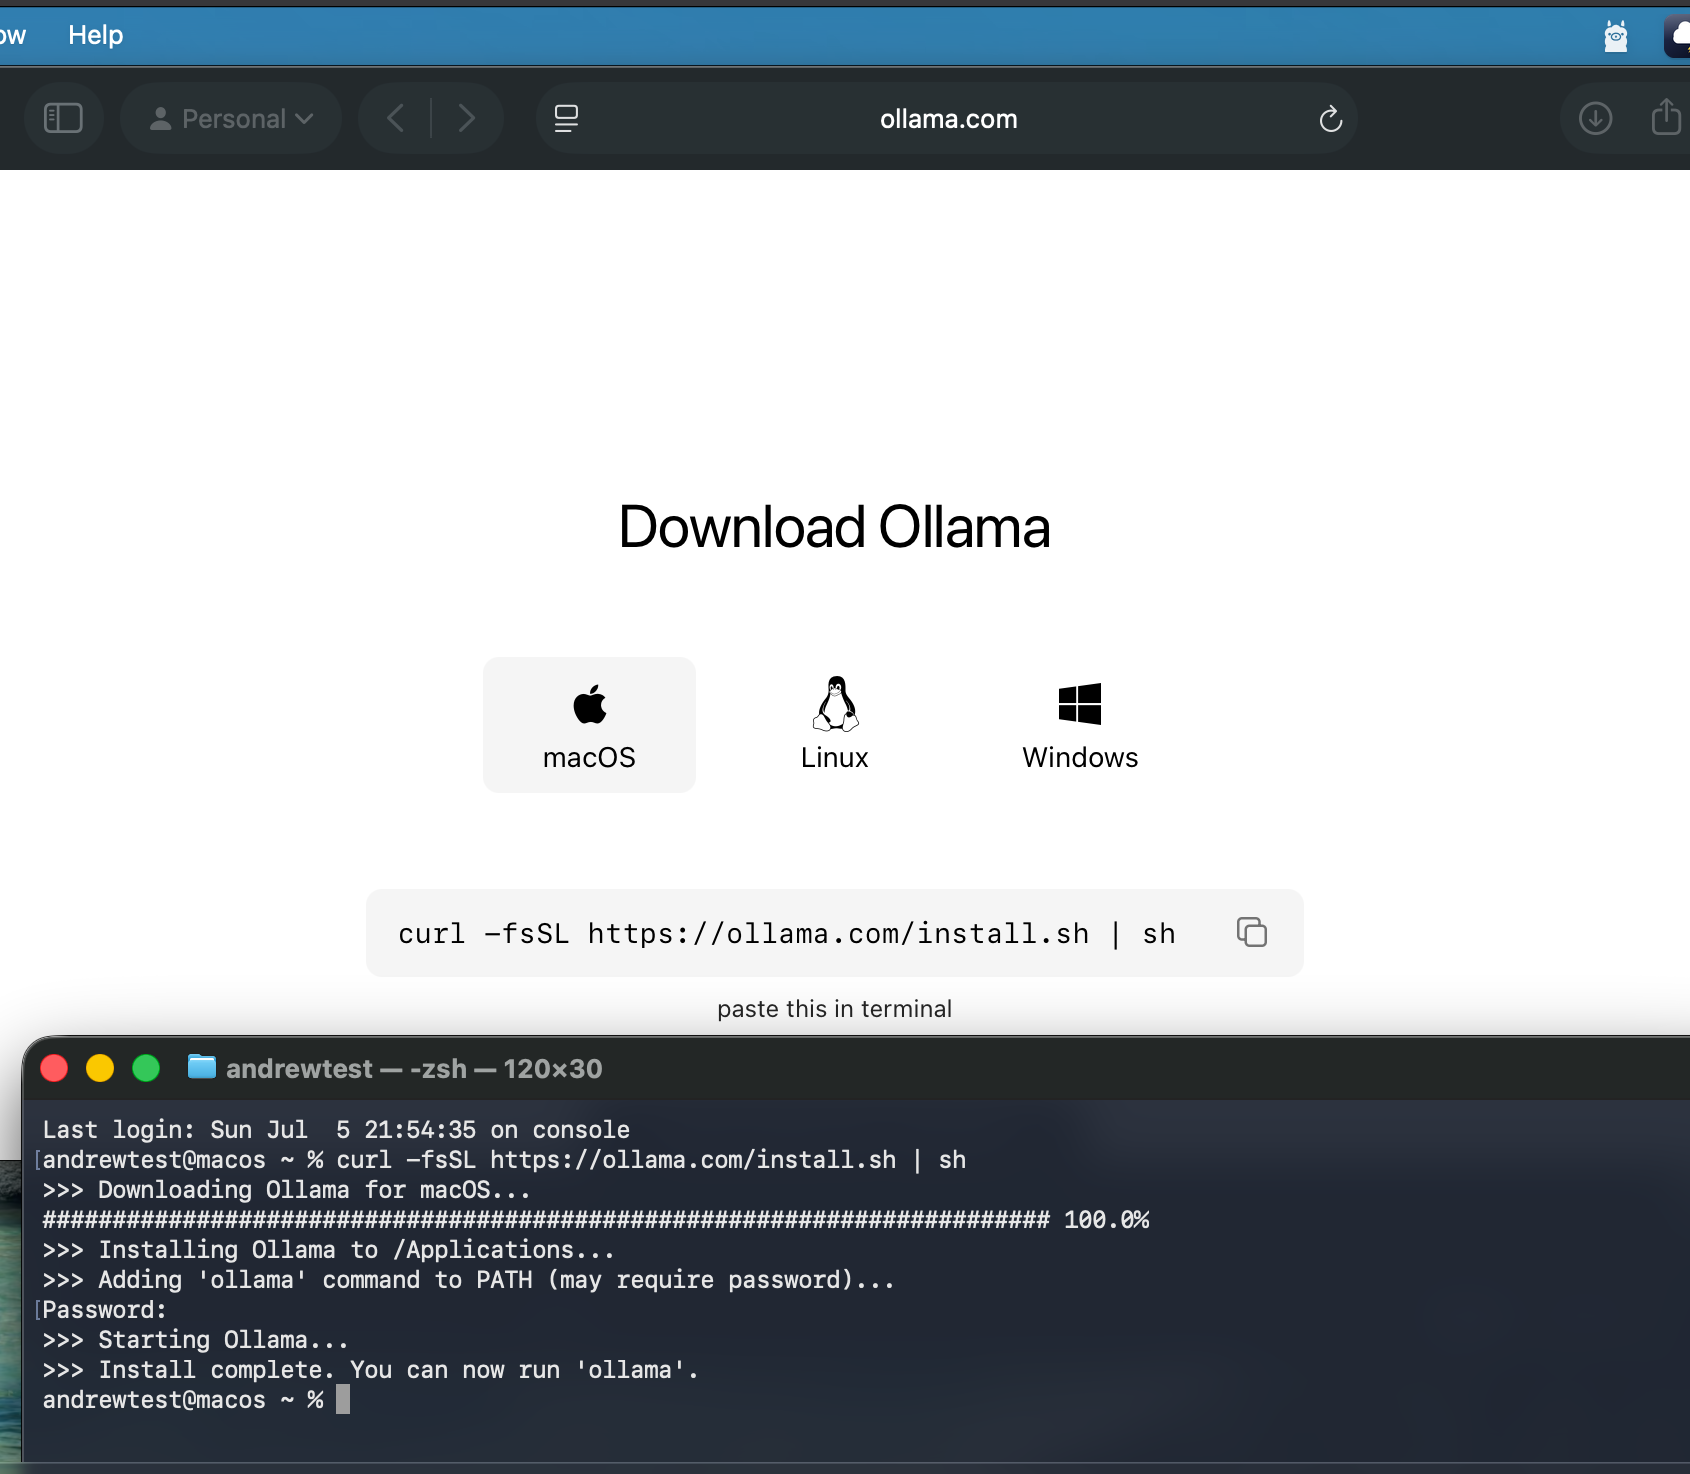 Help
Personal
ollama.com
Download Ollama
macOS
Linux
Windows
curl -fsSL https://ollama.com/install.sh | sh
paste this in terminal
andrewtest — -zsh — 120×30
Last login: Sun Jul  5 21:54:35 on console
[andrewtest@macos ~ % curl -fsSL https://ollama.com/install.sh | sh
>>> Downloading Ollama for macOS...
######################################################################## 100.0%
>>> Installing Ollama to /Applications...
>>> Adding 'ollama' command to PATH (may require password)...
[Password:
>>> Starting Ollama...
>>> Install complete. You can now run 'ollama'.
andrewtest@macos ~ %